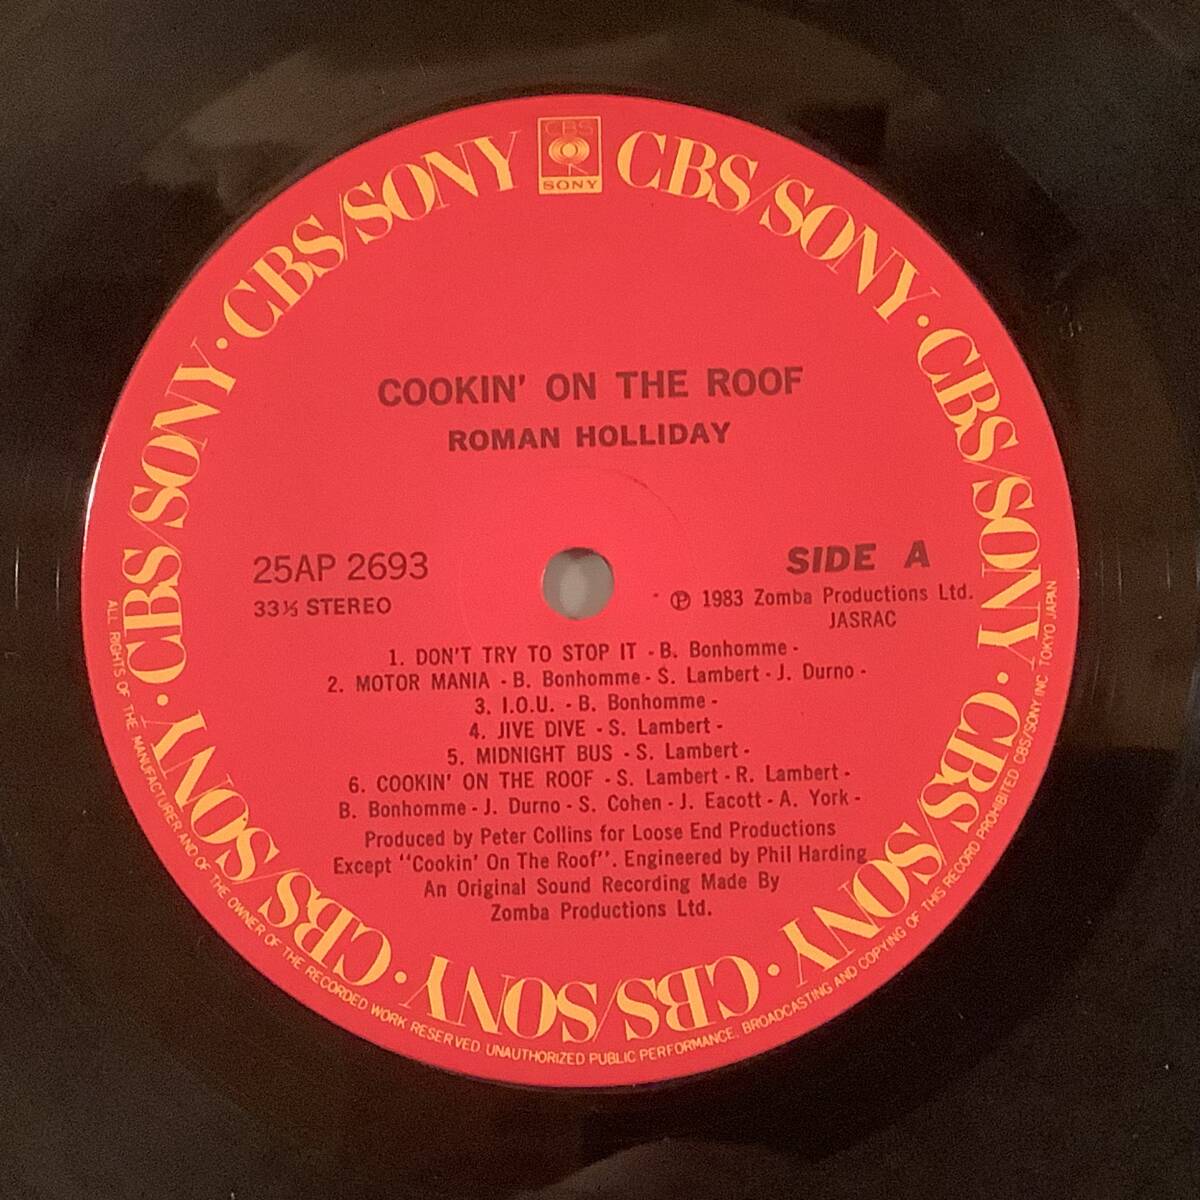 CBS/SONY · CBS/SONY · CBS/SONY · CBS/SONY · CBS/SONY · CBS/SONY · CBS/SONY · CBS/SONY
CBS
SONY
COOKIN' ON THE ROOF
ROMAN HOLLIDAY
25AP 2693
33⅓ STEREO
SIDE A
Ⓟ 1983 Zomba Productions Ltd.
JASRAC
1. DON'T TRY TO STOP IT - B. Bonhomme -
2. MOTOR MANIA - B. Bonhomme - S. Lambert - J. Durno -
3. I.O.U. - B. Bonhomme -
4. JIVE DIVE - S. Lambert -
5. MIDNIGHT BUS - S. Lambert -
6. COOKIN' ON THE ROOF - S. Lambert - R. Lambert -
B. Bonhomme - J. Durno - S. Cohen - J. Eacott - A. York -
Produced by Peter Collins for Loose End Productions
Except "Cookin' On The Roof". Engineered by Phil Harding
An Original Sound Recording Made By
Zomba Productions Ltd.
ALL RIGHTS OF THE MANUFACTURER AND OF THE OWNER OF THE RECORDED WORK RESERVED. UNAUTHORIZED PUBLIC PERFORMANCE, BROADCASTING AND COPYING OF THIS RECORD PROHIBITED CBS/SONY INC. TOKYO JAPAN